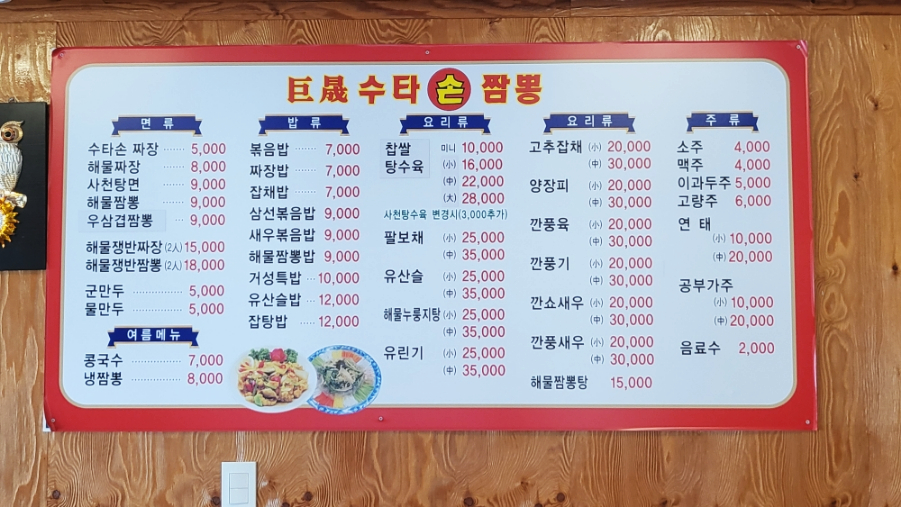 巨晟 수타 손 짬뽕
면 류
수타손 짜장 5,000
해물짜장 8,000
사천탕면 9,000
해물짬뽕 9,000
우삼겹짬뽕 9,000
해물쟁반짜장(2人)15,000
해물쟁반짬뽕(2人)18,000
군만두 5,000
물만두 5,000
여름메뉴
콩국수 7,000
냉짬뽕 8,000
밥 류
볶음밥 7,000
짜장밥 7,000
잡채밥 7,000
삼선볶음밥 9,000
새우볶음밥 9,000
해물짬뽕밥 9,000
거성특밥 10,000
유산슬밥 12,000
잡탕밥 12,000
요 리 류
찹쌀 미니 10,000
탕수육 (小) 16,000
(中) 22,000
(大) 28,000
사천탕수육 변경시(3,000추가)
팔보채 (小) 25,000
(中) 35,000
유산슬 (小) 25,000
(中) 35,000
해물누룽지탕 (小) 25,000
(中) 35,000
유린기 (小) 25,000
(中) 35,000
요 리 류
고추잡채 (小) 20,000
(中) 30,000
양장피 (小) 20,000
(中) 30,000
깐풍육 (小) 20,000
(中) 30,000
깐풍기 (小) 20,000
(中) 30,000
깐쇼새우 (小) 20,000
(中) 30,000
깐풍새우 (小) 20,000
(中) 30,000
해물짬뽕탕 15,000
주 류
소주 4,000
맥주 4,000
이과두주 5,000
고량주 6,000
연 태
(小) 10,000
(中) 20,000
공부가주
(小) 10,000
(中) 20,000
음료수 2,000